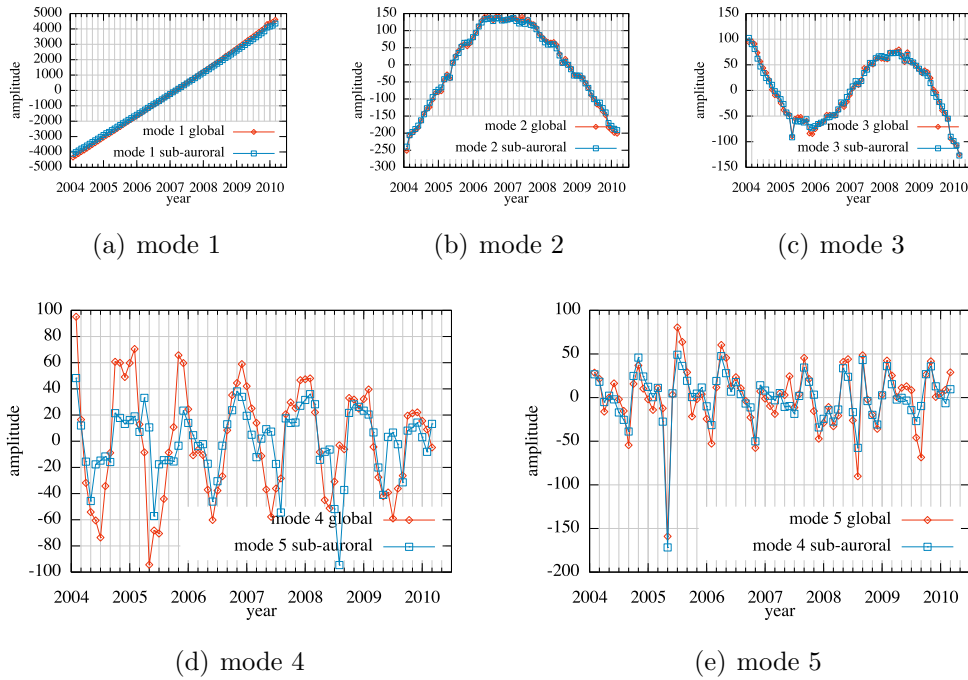 amplitude
5000
4000
3000
2000
1000
0
-1000
-2000
-3000
-4000
-5000
mode 1 global
mode 1 sub-auroral
2004 2005 2006 2007 2008 2009 2010
year
(a) mode 1
amplitude
150
100
50
0
-50
-100
-150
-200
-250
-300
mode 2 global
mode 2 sub-auroral
2004 2005 2006 2007 2008 2009 2010
year
(b) mode 2
amplitude
150
100
50
0
-50
-100
-150
mode 3 global
mode 3 sub-auroral
2004 2005 2006 2007 2008 2009 2010
year
(c) mode 3
amplitude
100
80
60
40
20
0
-20
-40
-60
-80
-100
mode 4 global
mode 5 sub-auroral
2004 2005 2006 2007 2008 2009 2010
year
(d) mode 4
amplitude
100
50
0
-50
-100
-150
-200
mode 5 global
mode 4 sub-auroral
2004 2005 2006 2007 2008 2009 2010
year
(e) mode 5